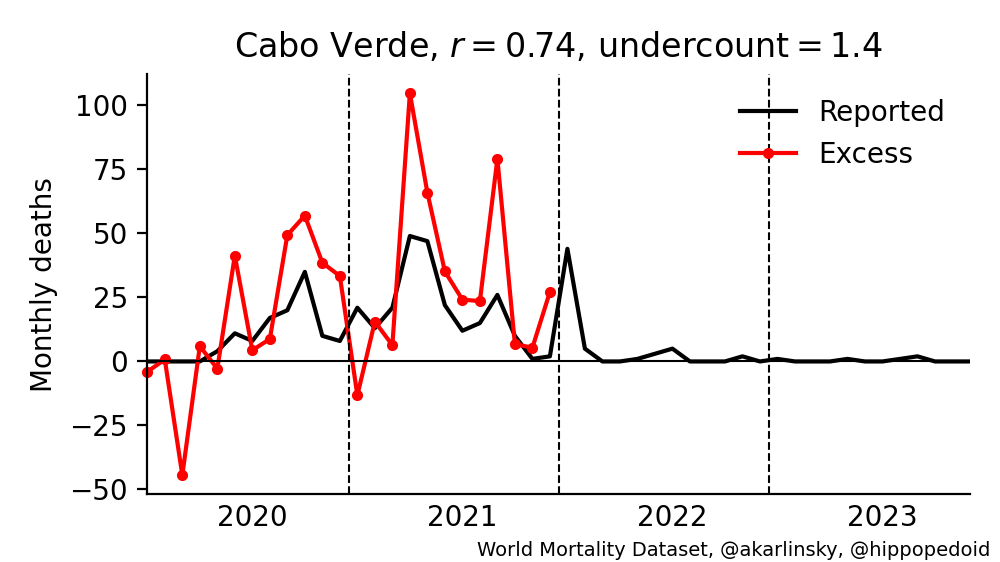 Cabo Verde, r = 0.74, undercount = 1.4
Monthly deaths
100
75
50
25
0
−25
−50
Reported
Excess
2020 2021 2022 2023
World Mortality Dataset, @akarlinsky, @hippopedoid